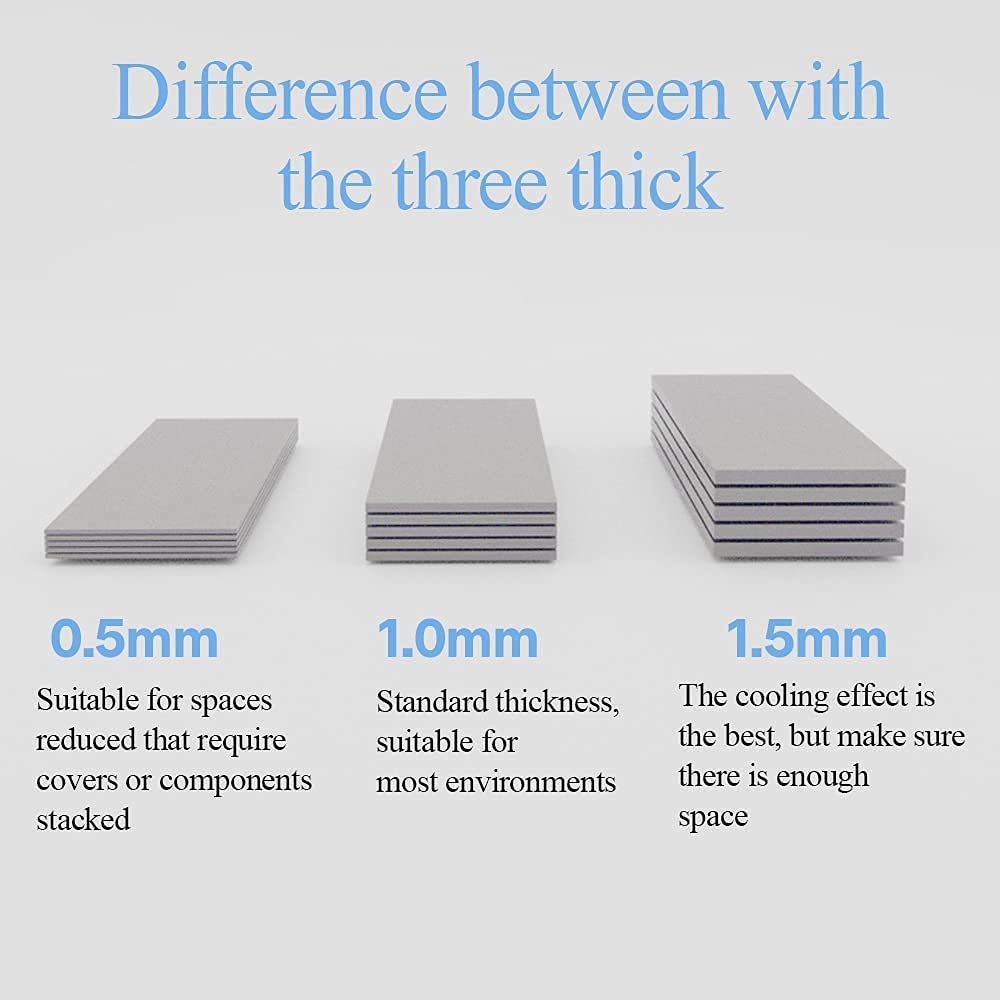 Difference between with
the three thick
0.5mm
Suitable for spaces
reduced that require
covers or components
stacked
1.0mm
Standard thickness,
suitable for
most environments
1.5mm
The cooling effect is
the best, but make sure
there is enough
space